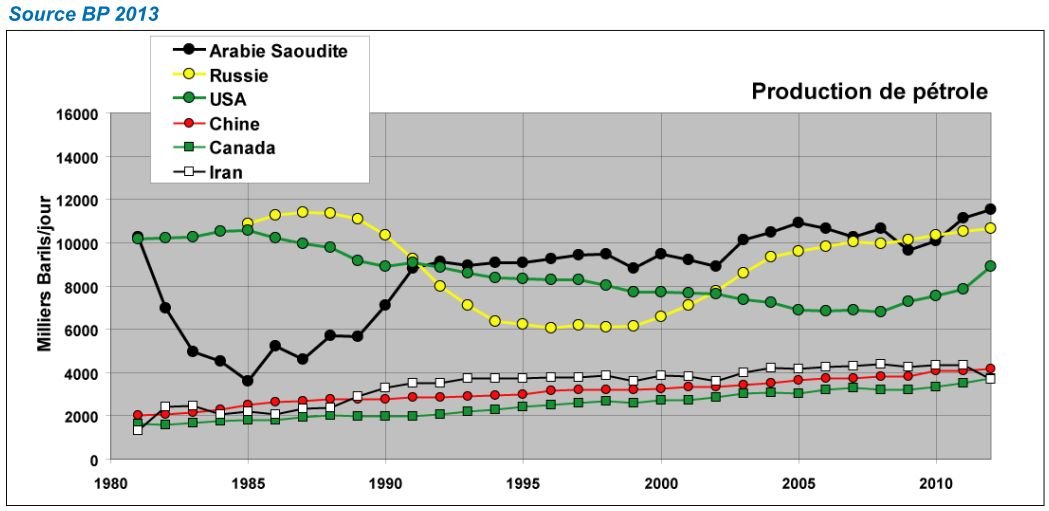 Source BP 2013
Arabie Saoudite
Russie
USA
Chine
Canada
Iran
Production de pétrole
Milliers Barils/jour
16000
14000
12000
10000
8000
6000
4000
2000
0
1980 1985 1990 1995 2000 2005 2010